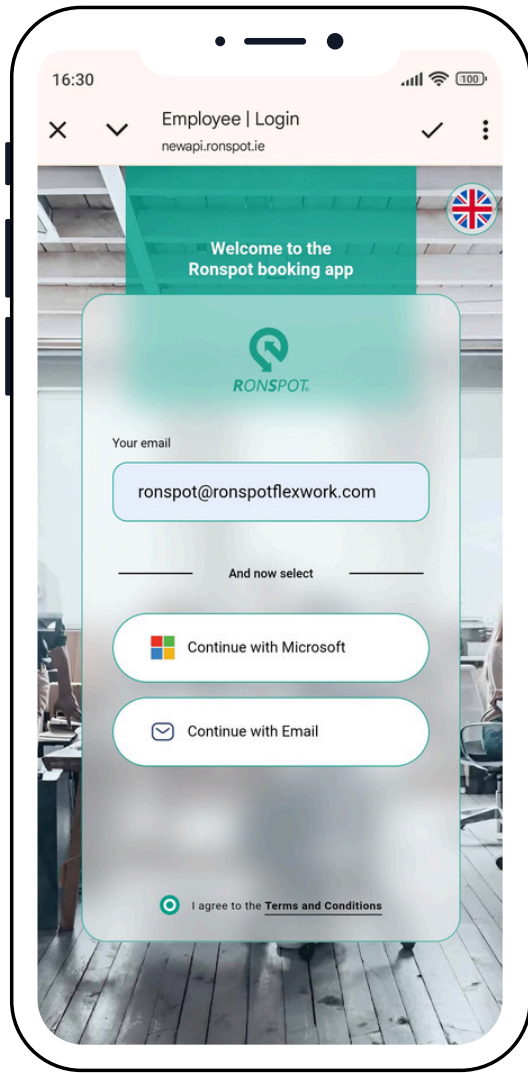 16:30
100
Employee | Login
newapi.ronspot.ie
Welcome to the
Ronspot booking app
RONSPOT
Your email
ronspot@ronspotflexwork.com
And now select
Continue with Microsoft
Continue with Email
I agree to the Terms and Conditions